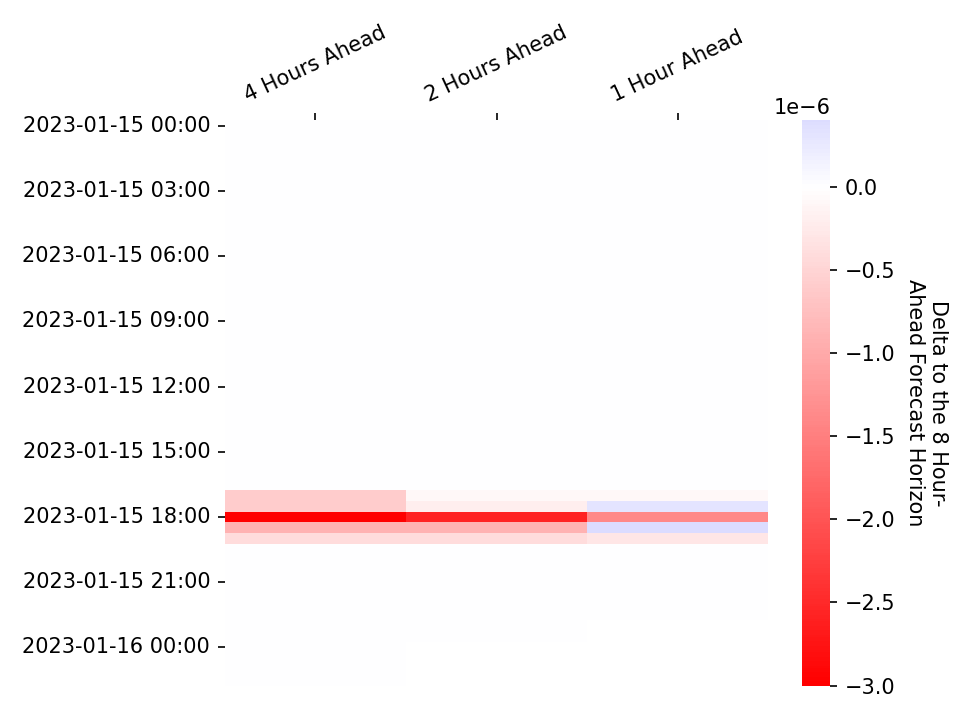 4 Hours Ahead
2 Hours Ahead
1 Hour Ahead
1e−6
2023-01-15 00:00
2023-01-15 03:00
2023-01-15 06:00
2023-01-15 09:00
2023-01-15 12:00
2023-01-15 15:00
2023-01-15 18:00
2023-01-15 21:00
2023-01-16 00:00
0.0
−0.5
−1.0
−1.5
−2.0
−2.5
−3.0
Delta to the 8 Hour-
Ahead Forecast Horizon